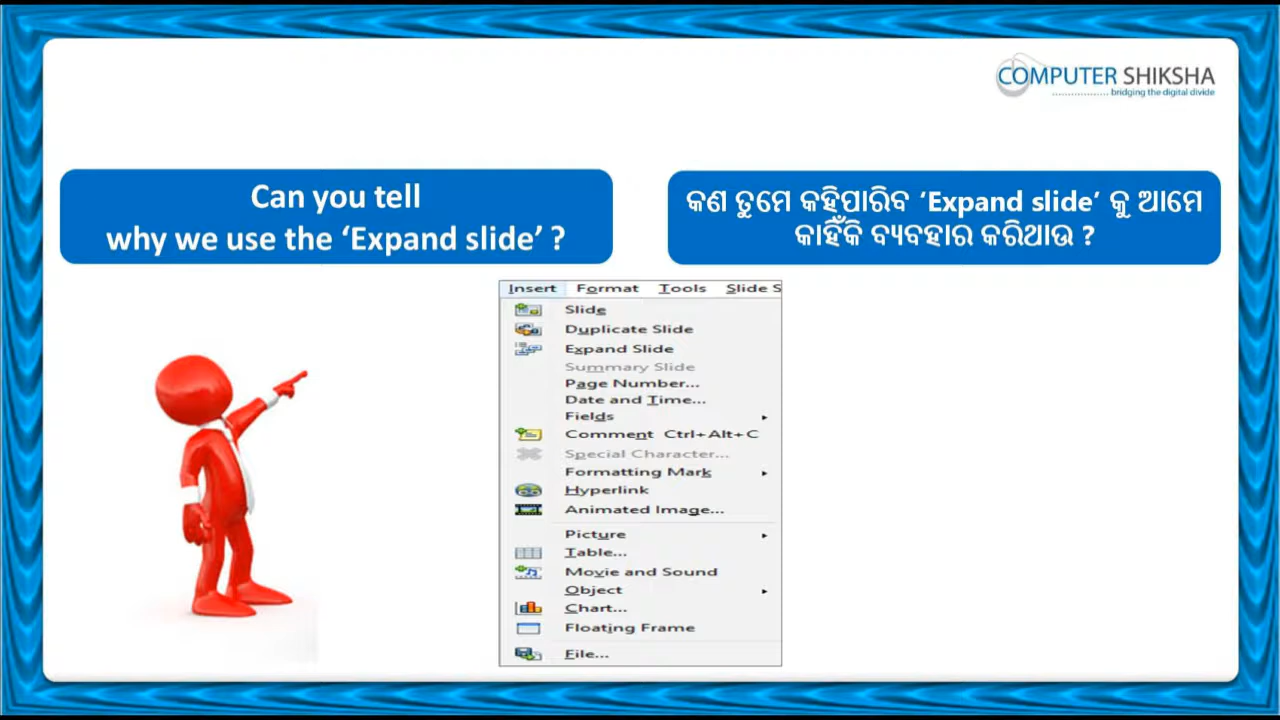 COMPUTER SHIKSHA
.................. bridging the digital divide
Can you tell
why we use the ‘Expand slide’ ?
କଣ ତୁମେ କହିପାରିବ ‘Expand slide’ କୁ ଆମେ
କାହିଁକି ବ୍ୟବହାର କରିଥାଉ ?
Insert Format Tools Slide S
Slide
Duplicate Slide
Expand Slide
Summary Slide
Page Number...
Date and Time...
Fields
Comment Ctrl+Alt+C
Special Character...
Formatting Mark
Hyperlink
Animated Image...
Picture
Table...
Movie and Sound
Object
Chart...
Floating Frame
File...